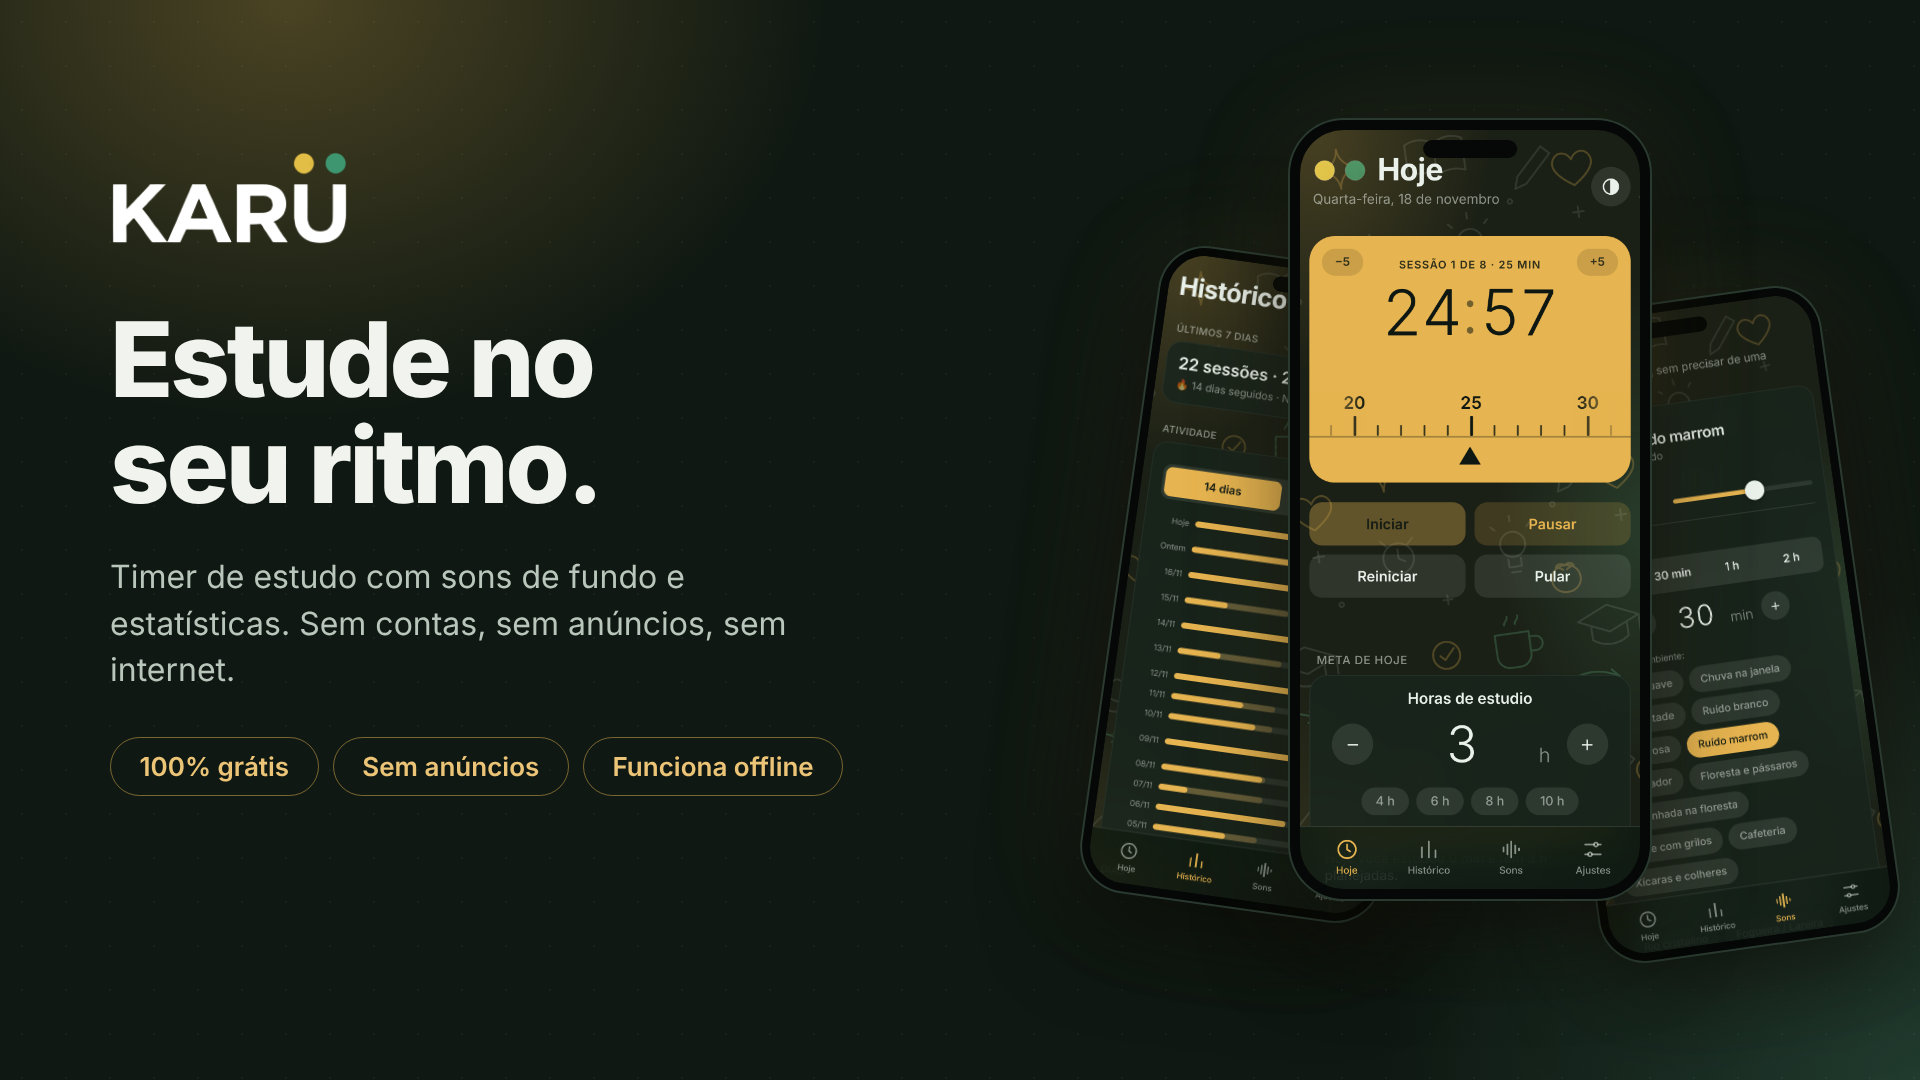 KARÜ
Estude no
seu ritmo.
Timer de estudo com sons de fundo e
estatísticas. Sem contas, sem anúncios, sem
internet.
100% grátis
Sem anúncios
Funciona offline
Histórico
ÚLTIMOS 7 DIAS
22 sessões ·
🔥 14 dias seguidos ·
ATIVIDADE
14 dias
Hoje
Ontem
16/11
15/11
14/11
13/11
12/11
11/11
10/11
09/11
08/11
07/11
06/11
05/11
Hoje
Histórico
Sons
Hoje
Quarta-feira, 18 de novembro
−5
SESSÃO 1 DE 8 · 25 MIN
+5
24:57
20 25 30
Iniciar
Pausar
Reiniciar
Pular
META DE HOJE
Horas de estudio
−
3
h
+
4 h
6 h
8 h
10 h
Hoje
Histórico
Sons
Ajustes
sem precisar de uma
marrom
30 min
1 h
2 h
30 min
+
Chuva na janela
Ruído branco
Ruído marrom
Floresta e pássaros
na floresta
com grilos
Cafeteria
Xícaras e colheres
Hoje
Histórico
Sons
Ajustes